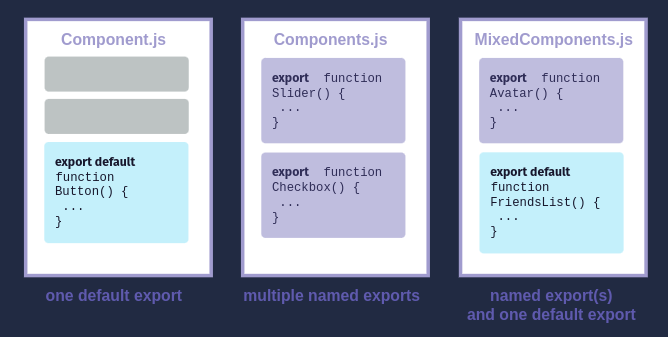 Component.js
export default
function
Button() {
...
}
one default export
Components.js
export function
Slider() {
...
}
export function
Checkbox() {
...
}
multiple named exports
MixedComponents.js
export function
Avatar() {
...
}
export default
function
FriendsList() {
...
}
named export(s)
and one default export